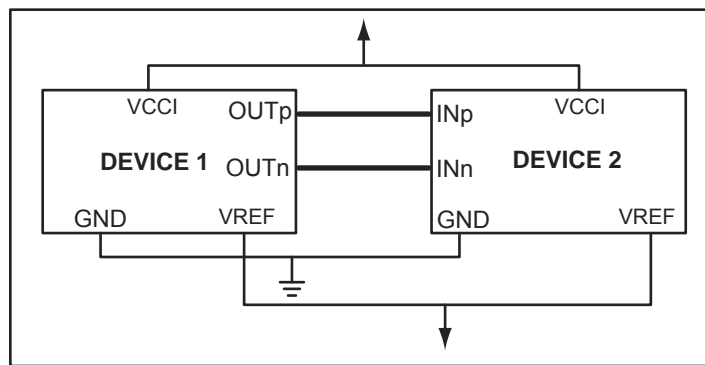 VCCI
OUTp
DEVICE 1
OUTn
GND
VREF
VCCI
INp
DEVICE 2
INn
GND
VREF